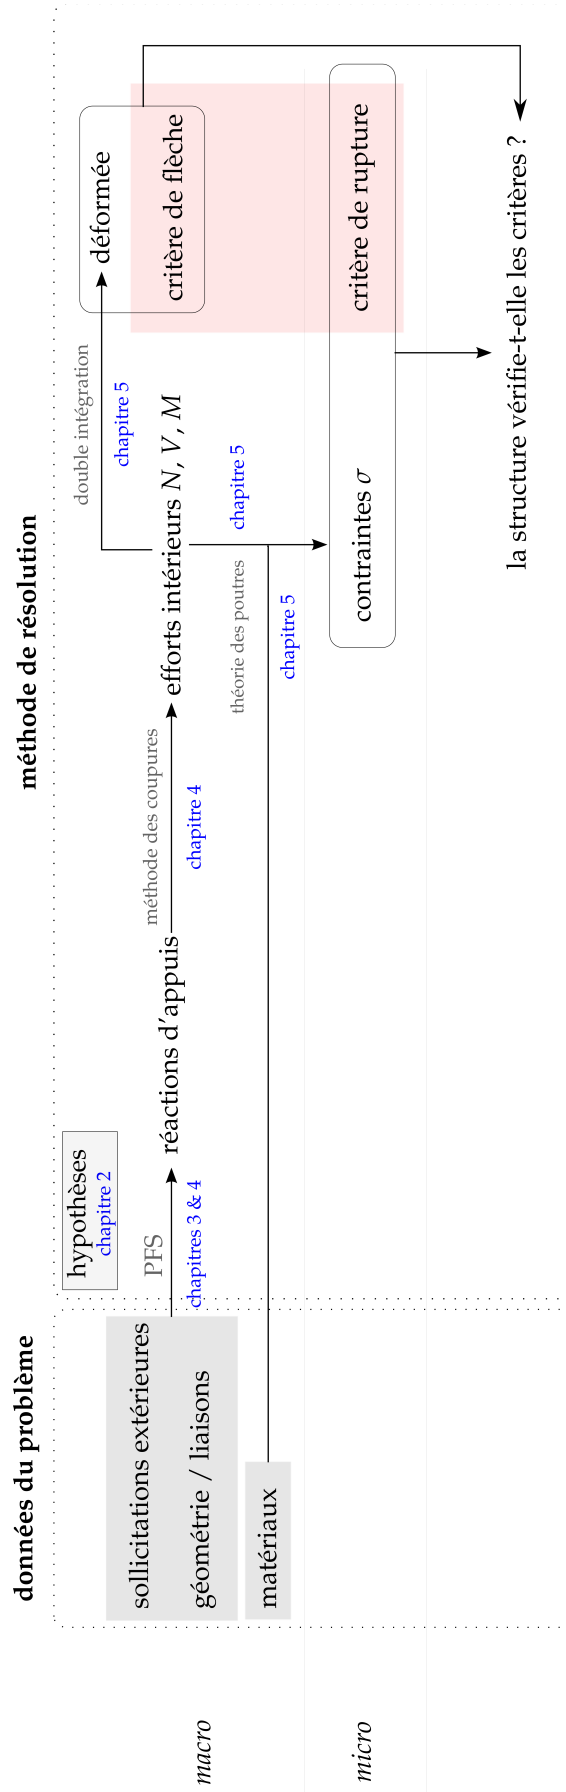 données du problème
méthode de résolution
hypothèses
chapitre 2
sollicitations extérieures
géométrie / liaisons
matériaux
PFS
chapitres 3 & 4
réactions d'appuis
méthode des coupures
chapitre 4
efforts intérieurs N, V, M
double intégration
chapitre 5
déformée
critère de flèche
théorie des poutres
chapitre 5
chapitre 5
contraintes σ
critère de rupture
la structure vérifie-t-elle les critères ?
macro
micro